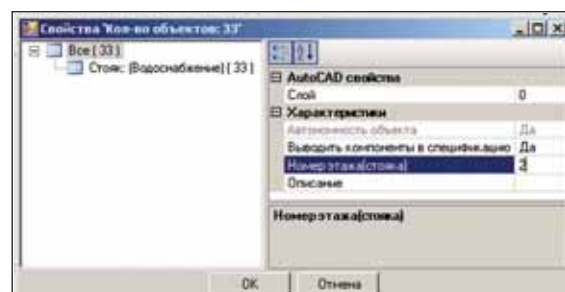 Свойства "Кол-во объектов: 33"
Все ( 33 )
Стояк: (Водоснабжение) ( 33 )
AutoCAD свойства
Слой 0
Характеристики
Автономность объекта Да
Выводить компоненты в спецификацию Да
Номер этажа(стояка) 2
Описание
Номер этажа(стояка)
OK Отмена